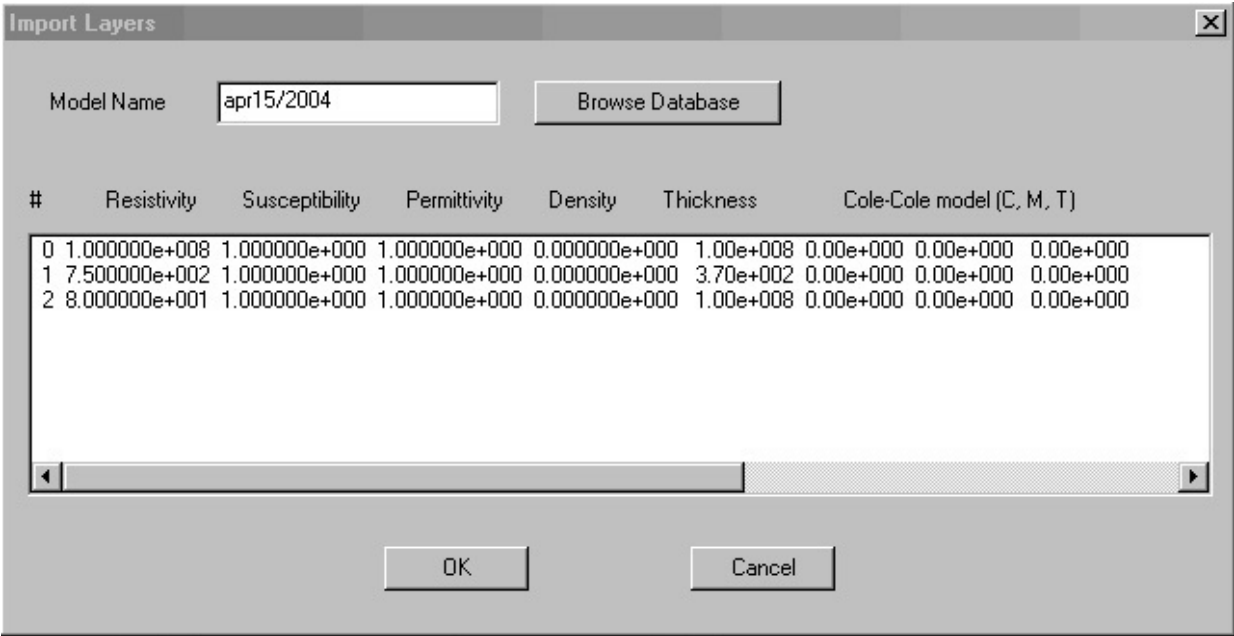 Import Layers
Model Name apr15/2004 Browse Database
# Resistivity Susceptibility Permittivity Density Thickness Cole-Cole model (C, M, T)
0 1.000000e+008 1.000000e+000 1.000000e+000 0.000000e+000 1.00e+008 0.00e+000 0.00e+000 0.00e+000
1 7.500000e+002 1.000000e+000 1.000000e+000 0.000000e+000 3.70e+002 0.00e+000 0.00e+000 0.00e+000
2 8.000000e+001 1.000000e+000 1.000000e+000 0.000000e+000 1.00e+008 0.00e+000 0.00e+000 0.00e+000
OK Cancel